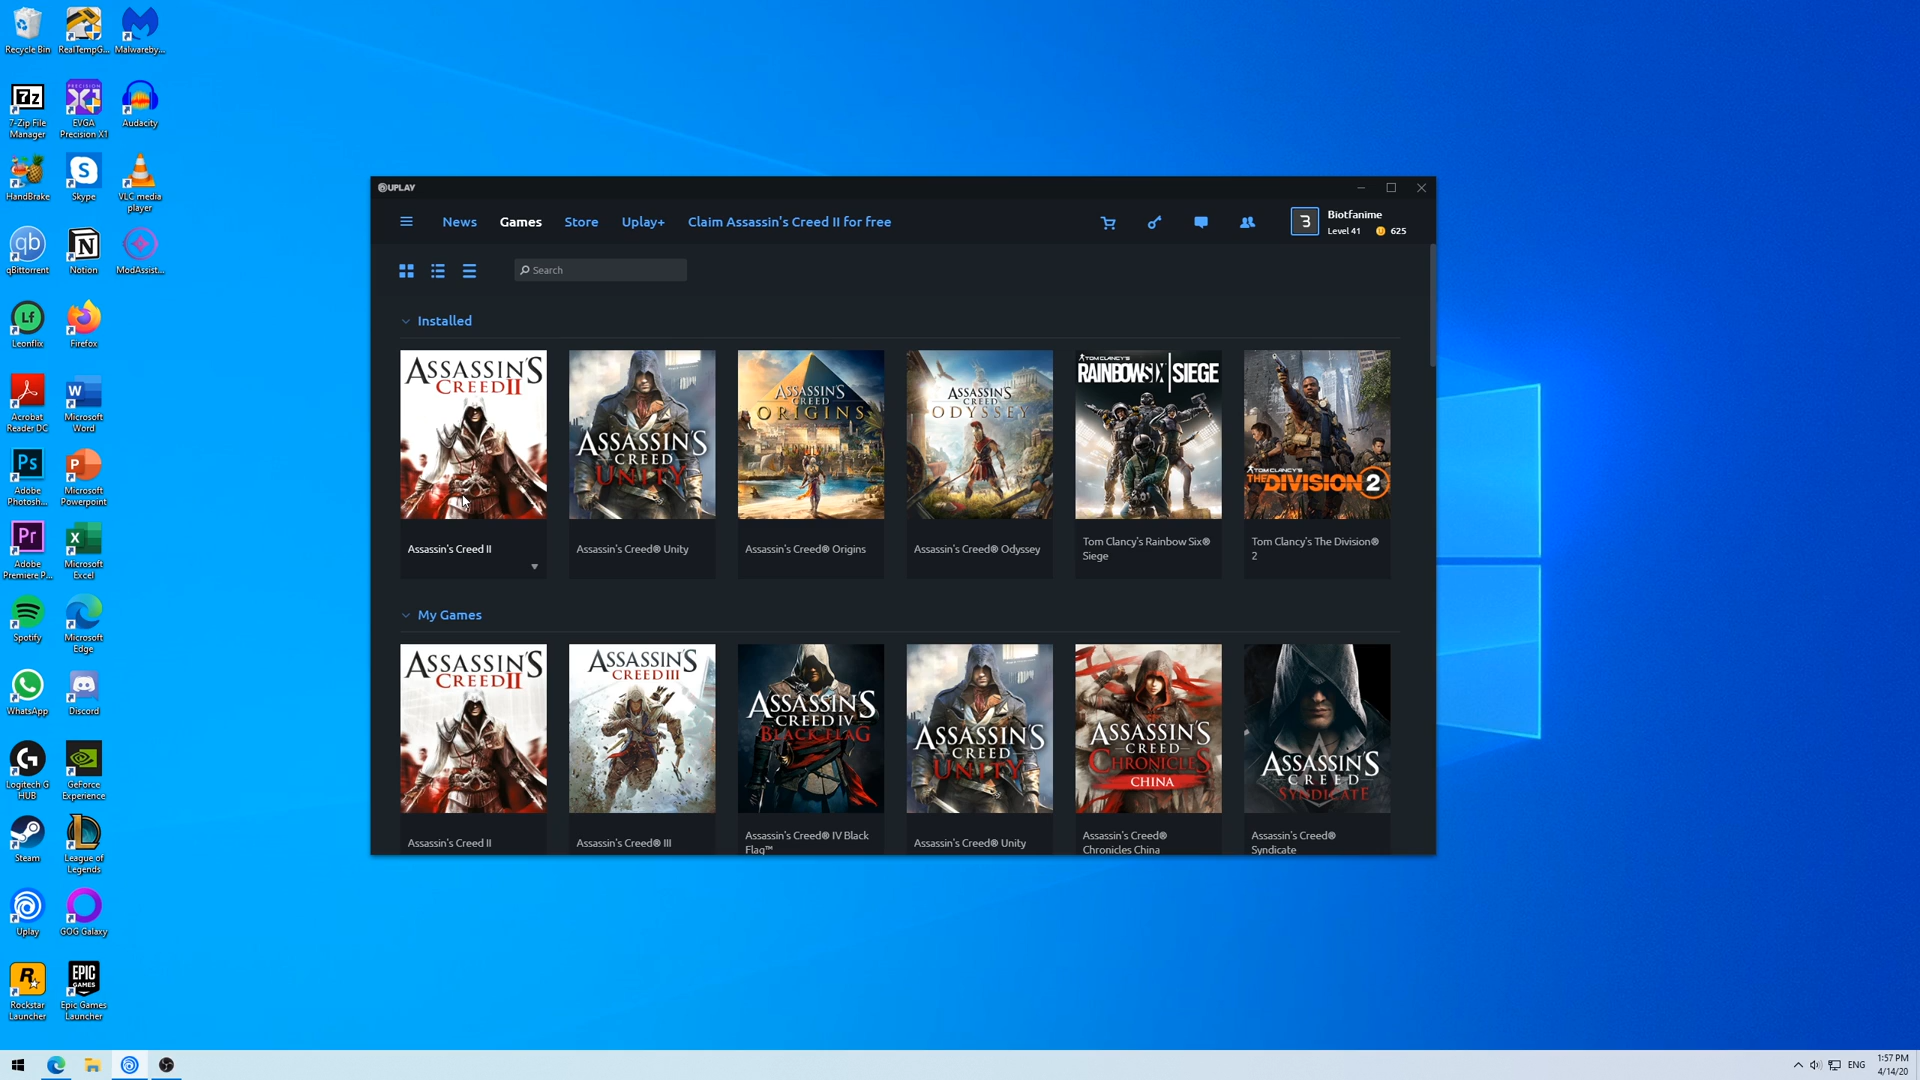 Recycle Bin
RealTempG...
Malwareby...
7-Zip File
Manager
EVGA
Precision X1
Audacity
HandBrake
Skype
VLC media
player
qBittorrent
Notion
ModAssist...
Leonflix
Firefox
Acrobat
Reader DC
Microsoft
Word
Adobe
Photosh...
Microsoft
Powerpoint
Adobe
Premiere P...
Microsoft
Excel
Spotify
Microsoft
Edge
WhatsApp
Discord
Logitech G
HUB
GeForce
Experience
Steam
League of
Legends
Uplay
GOG Galaxy
Rockstar
Launcher
Epic Games
Launcher
UPLAY
News
Games
Store
Uplay+
Claim Assassin's Creed II for free
3
Biotfanime
Level 41
625
Search
Installed
ASSASSIN'S
CREED II
ASSASSIN'S
CREED
UNITY
ASSASSIN'S
CREED
ORIGINS
ASSASSIN'S
CREED
ODYSSEY
TOM CLANCY'S
RAINBOW SIX | SIEGE
TOM CLANCY'S
THE DIVISION 2
Assassin's Creed II
Assassin's Creed® Unity
Assassin's Creed® Origins
Assassin's Creed® Odyssey
Tom Clancy's Rainbow Six®
Siege
Tom Clancy's The Division®
2
My Games
ASSASSIN'S
CREED II
ASSASSIN'S
CREED III
ASSASSIN'S
CREED IV
BLACK FLAG
ASSASSIN'S
CREED
UNITY
ASSASSIN'S
CREED
CHRONICLES
CHINA
ASSASSIN'S
CREED
SYNDICATE
Assassin's Creed II
Assassin's Creed® III
Assassin's Creed® IV Black
Flag™
Assassin's Creed® Unity
Assassin's Creed®
Chronicles China
Assassin's Creed®
Syndicate
ENG
1:57 PM
4/14/20